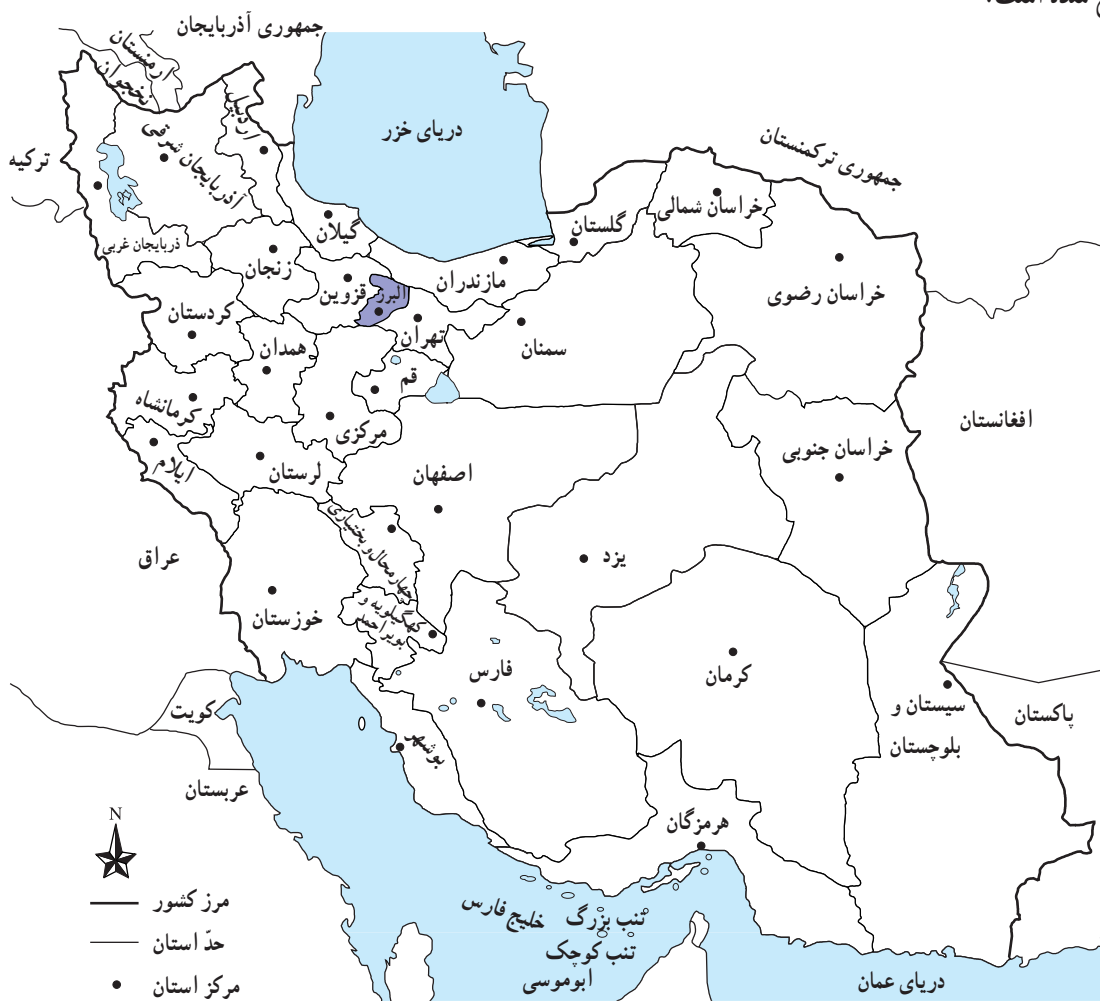 شده است.
جمهوری آذربایجان
ارمنستان
نخجوان
اردبیل
دریای خزر
آذربایجان شرقی
ترکیه
جمهوری ترکمنستان
خراسان شمالی
گلستان
گیلان
ذربایجان غربی
زنجان
مازندران
قزوین
البرز
خراسان رضوی
کردستان
تهران
سمنان
همدان
قم
کرمانشاه
مرکزی
افغانستان
ایلام
لرستان
اصفهان
خراسان جنوبی
چهارمحال و بختیاری
عراق
یزد
خوزستان
کهگیلویه و
بویراحمد
فارس
کرمان
سیستان و
بلوچستان
پاکستان
کویت
بوشهر
عربستان
هرمزگان
خلیج فارس
تنب بزرگ
تنب کوچک
ابوموسی
دریای عمان
N
مرز کشور
حدّ استان
مرکز استان